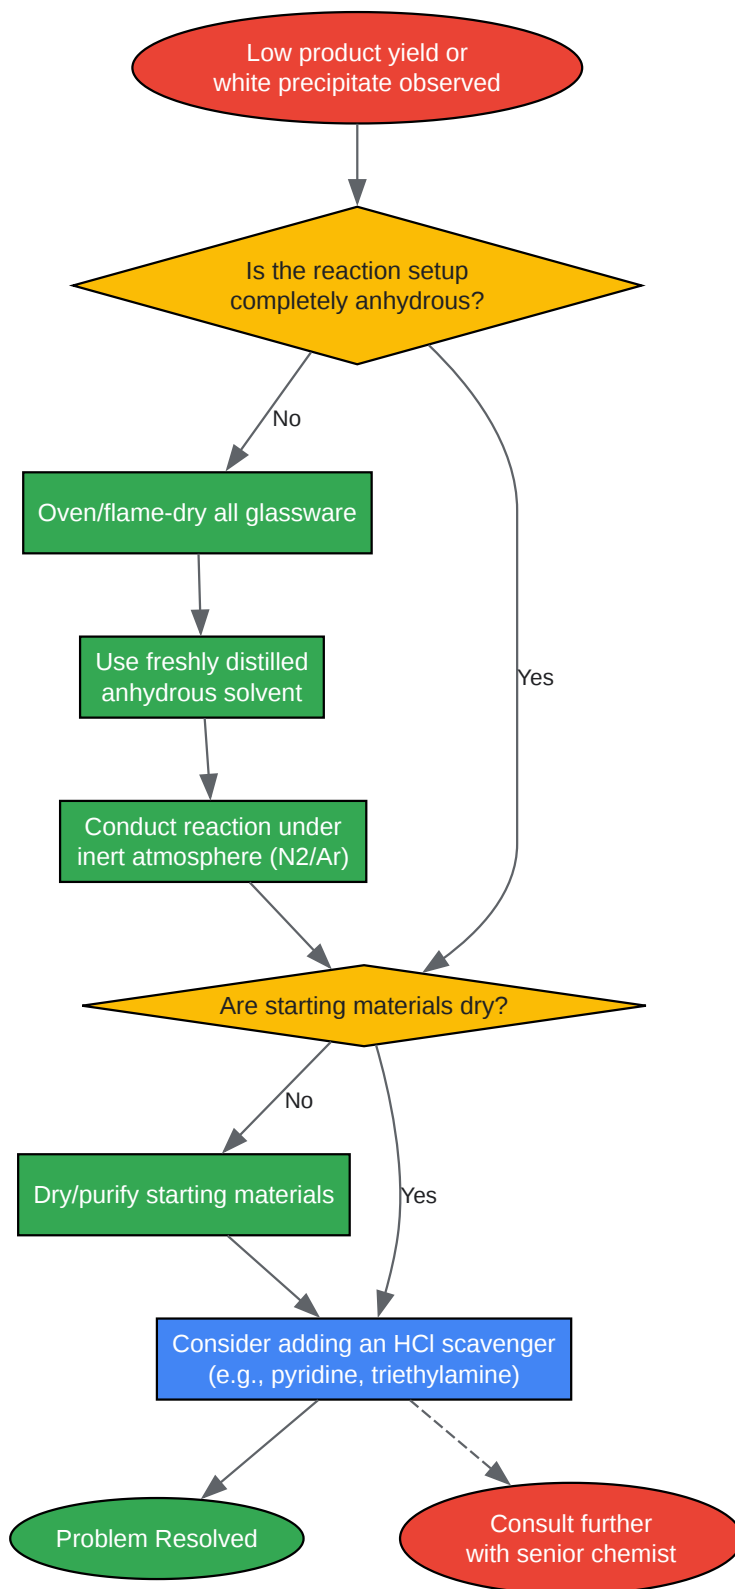 Low product yield or
white precipitate observed
Is the reaction setup
completely anhydrous?
No
Oven/flame-dry all glassware
Use freshly distilled
anhydrous solvent
Yes
Conduct reaction under
inert atmosphere (N2/Ar)
Are starting materials dry?
No
Dry/purify starting materials
Yes
Consider adding an HCl scavenger
(e.g., pyridine, triethylamine)
Problem Resolved
Consult further
with senior chemist